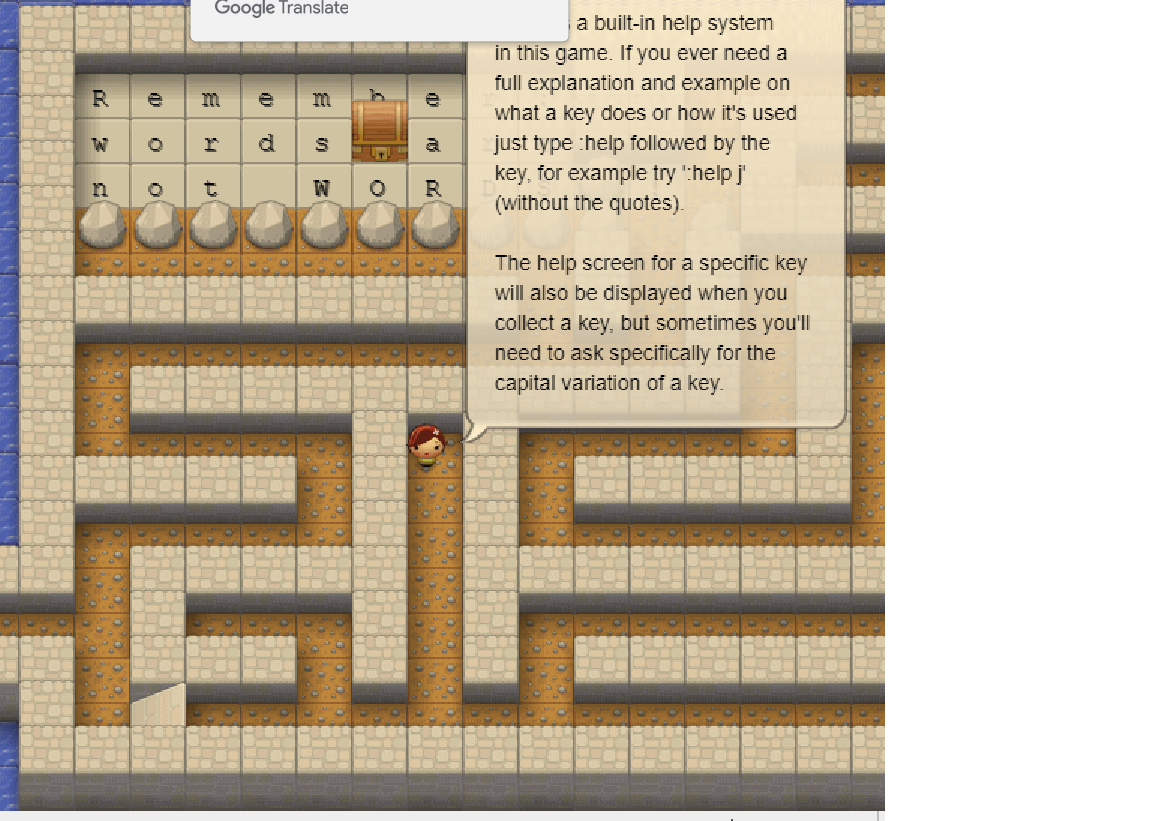 Google Translate
a built-in help system
in this game. If you ever need a
full explanation and example on
what a key does or how it's used
just type :help followed by the
key, for example try ':help j'
(without the quotes).
The help screen for a specific key
will also be displayed when you
collect a key, but sometimes you'll
need to ask specifically for the
capital variation of a key.
R e m e m b e r
w o r d s a
n o t W O R D S